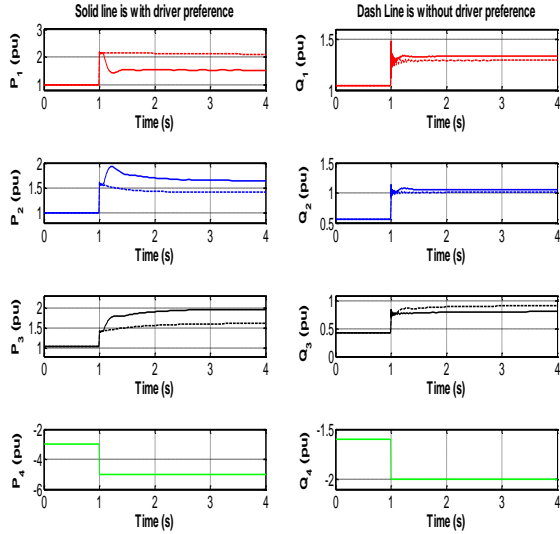 Solid line is with driver preference
Dash Line is without driver preference
P1 (pu)
3
2
1
0 1 2 3 4
Time (s)
Q1 (pu)
1.5
1
0 1 2 3 4
Time (s)
P2 (pu)
2
1.5
1
0 1 2 3 4
Time (s)
Q2 (pu)
1.5
1
0.5
0 1 2 3 4
Time (s)
P3 (pu)
2
1.5
1
0 1 2 3 4
Time (s)
Q3 (pu)
1
0.5
0
0 1 2 3 4
Time (s)
P4 (pu)
-2
-4
-6
0 1 2 3 4
Time (s)
Q4 (pu)
-1.5
-2
0 1 2 3 4
Time (s)